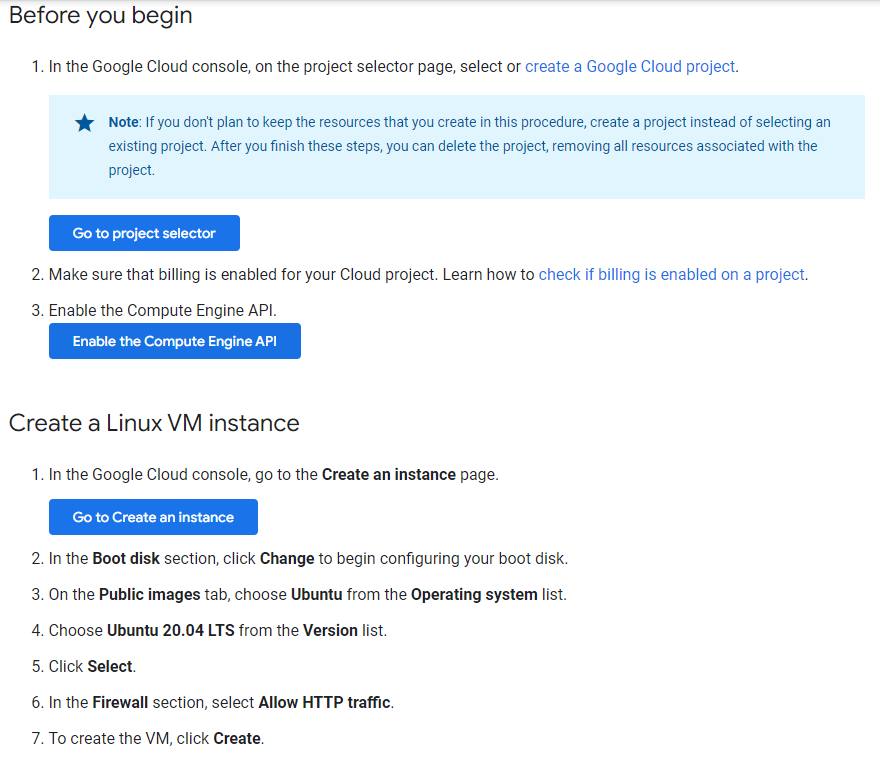 Before you begin
1. In the Google Cloud console, on the project selector page, select or create a Google Cloud project.
Note: If you don't plan to keep the resources that you create in this procedure, create a project instead of selecting an
existing project. After you finish these steps, you can delete the project, removing all resources associated with the
project.
Go to project selector
2. Make sure that billing is enabled for your Cloud project. Learn how to check if billing is enabled on a project.
3. Enable the Compute Engine API.
Enable the Compute Engine API
Create a Linux VM instance
1. In the Google Cloud console, go to the Create an instance page.
Go to Create an instance
2. In the Boot disk section, click Change to begin configuring your boot disk.
3. On the Public images tab, choose Ubuntu from the Operating system list.
4. Choose Ubuntu 20.04 LTS from the Version list.
5. Click Select.
6. In the Firewall section, select Allow HTTP traffic.
7. To create the VM, click Create.